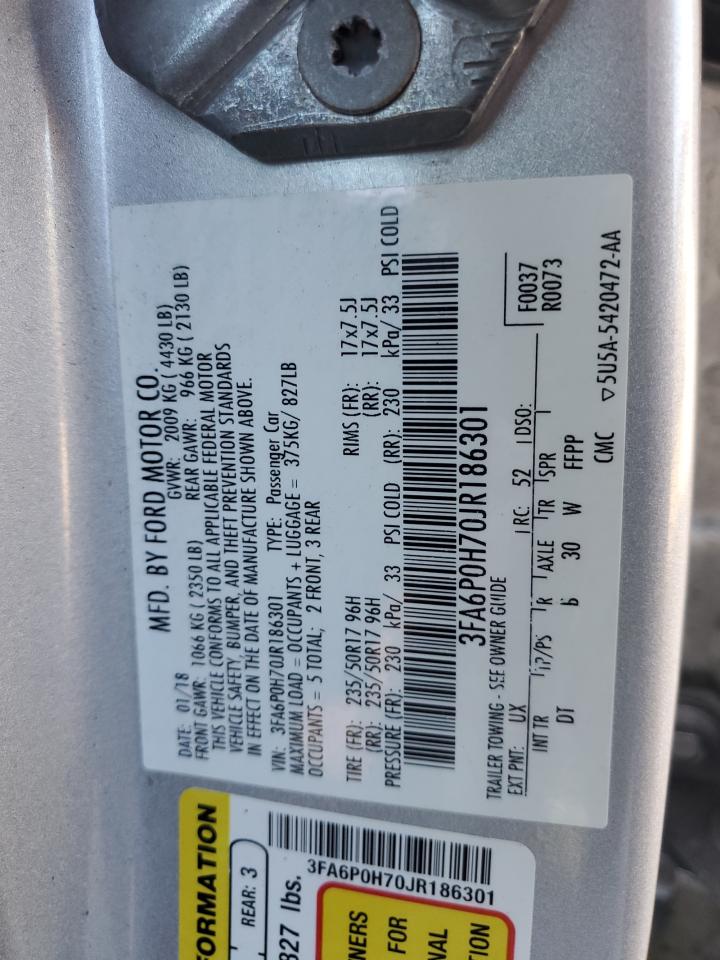 MFD. BY FORD MOTOR CO.
DATE: 01/18 GVWR: 2009 KG ( 4430 LB)
FRONT GAWR: 1066 KG ( 2350 LB) REAR GAWR: 966 KG ( 2130 LB)
THIS VEHICLE CONFORMS TO ALL APPLICABLE FEDERAL MOTOR
VEHICLE SAFETY, BUMPER, AND THEFT PREVENTION STANDARDS
IN EFFECT ON THE DATE OF MANUFACTURE SHOWN ABOVE.
VIN: 3FA6P0H70JR186301 TYPE: Passenger Car
MAXIMUM LOAD = OCCUPANTS + LUGGAGE = 375KG/ 827LB
OCCUPANTS = 5 TOTAL; 2 FRONT, 3 REAR
TIRE (FR): 235/50R17 96H RIMS (FR): 17x7.5J
(RR): 235/50R17 96H (RR): 17x7.5J
PRESSURE (FR): 230 kPa/ 33 PSI COLD (RR): 230 kPa/ 33 PSI COLD
3FA6P0H70JR186301
TRAILER TOWING - SEE OWNER GUIDE
F0037
R0073
EXT PNT: UX RC: 52 DSO:
INT TR TP/PS R AXLE TR SPR
DT 30 W FFPP
CMC ▽5U5A-5420472-AA
FORMATION
REAR: 3
827 lbs.
3FA6P0H70JR186301
NERS
FOR
NAL
TION